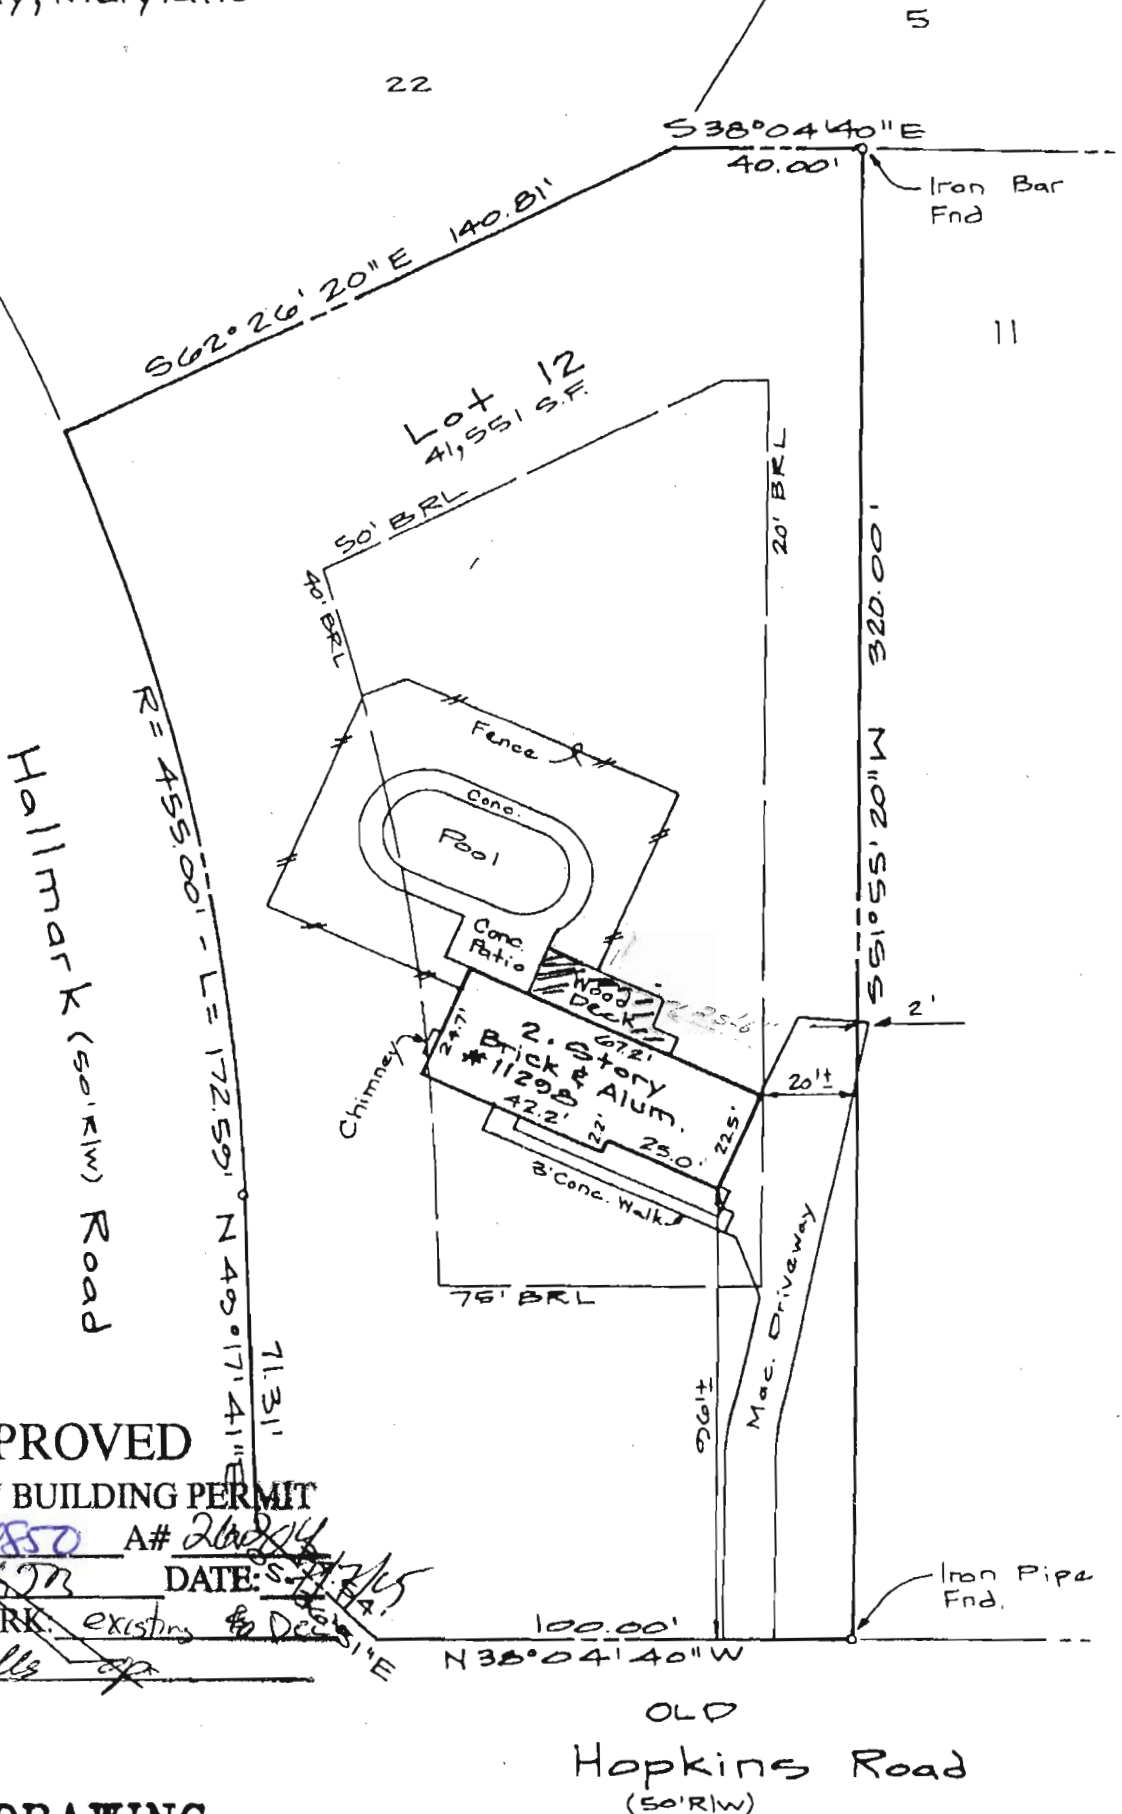 22
5
S38°04'40"E
40.00'
Iron Bar
Fnd
S62°26'20"E 140.81'
11
Lot 12
41,551 S.F.
50' BRL
20' BRL
40' BRL
S51°55'20"W 320.00'
R=455.00' - L=172.59'
Fence
Conc.
Pool
Conc.
Patio
Wood
Deck
Hallmark (50'R/W) Road
2'
67.2'
24.7'
2. Story
Brick & Alum.
*11298
Chimney
20'±
42.2'
22'
25.0'
22.5'
3' Conc. Walk
N49°17'41"E
71.31'
75' BRL
Mac. Driveway
96'±
PROVED
BUILDING PERMIT
A#
DATE:
RK: existing
Iron Pipe
Fnd.
100.00'
N38°04'40"W
OLD
Hopkins Road
(50'R/W)